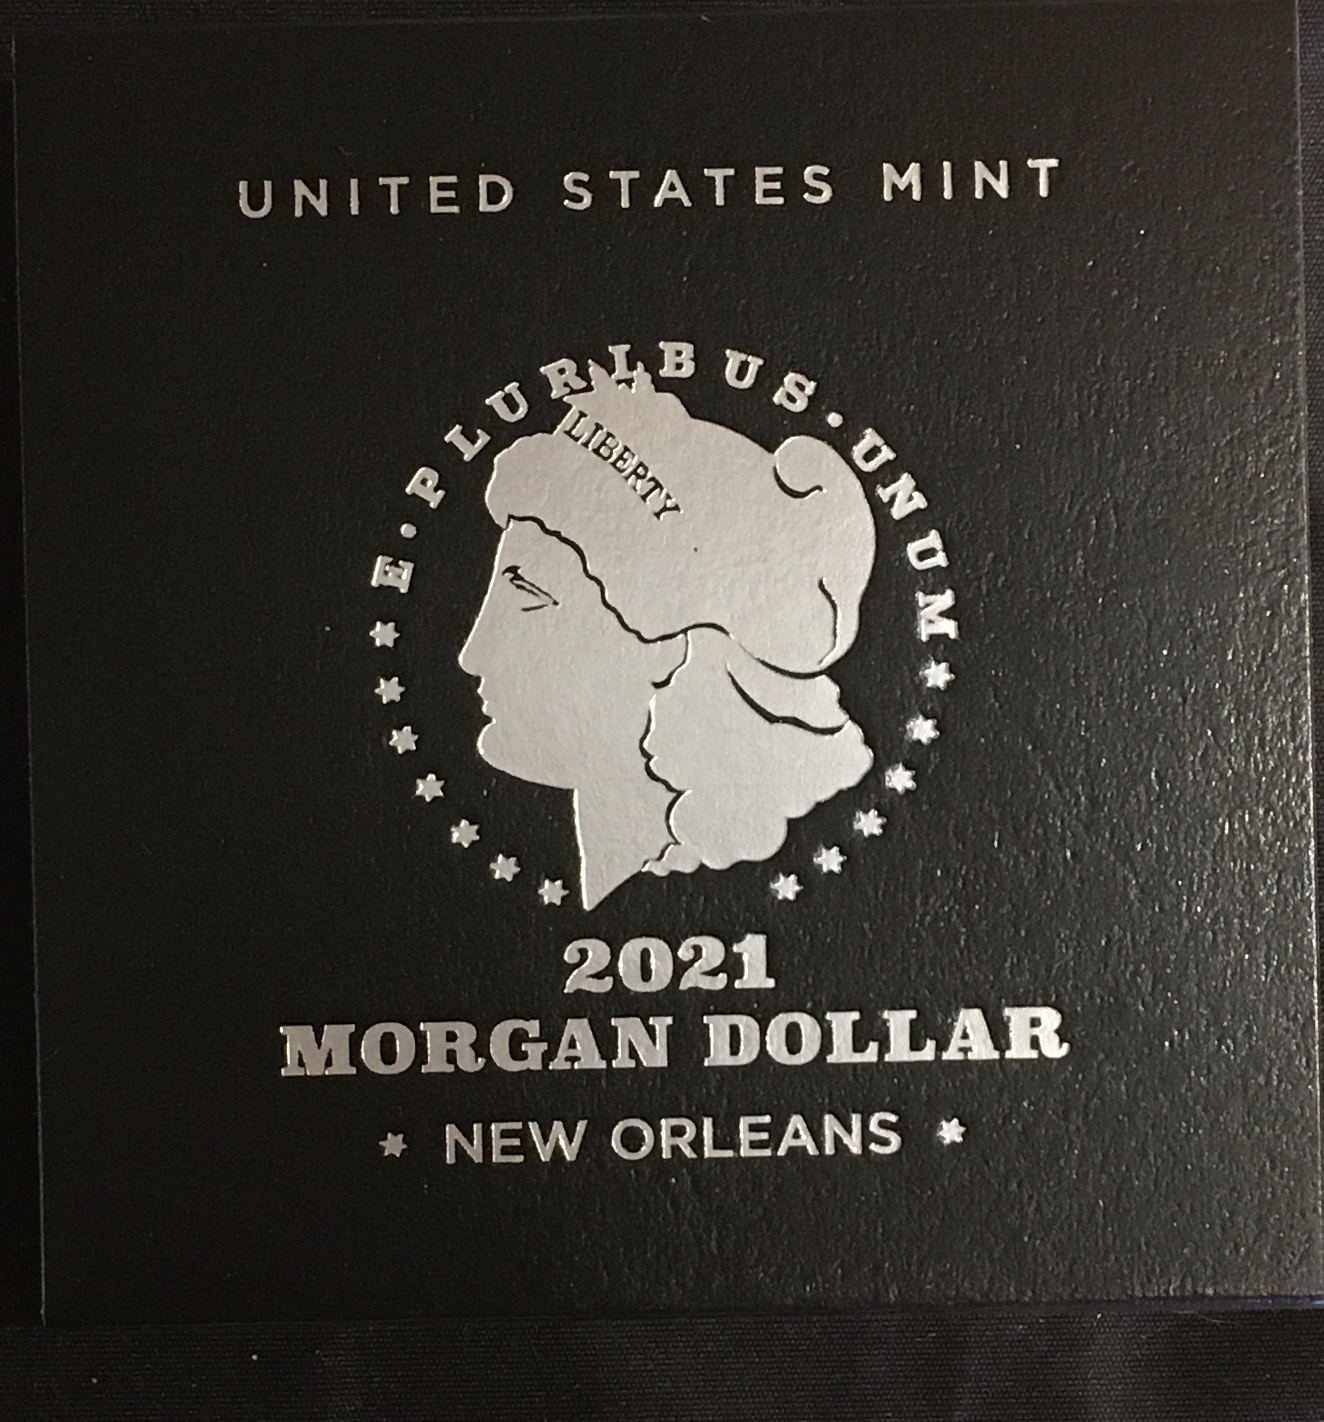 UNITED STATES MINT
E·PLURIBUS·UNUM
LIBERTY
2021
MORGAN DOLLAR
NEW ORLEANS